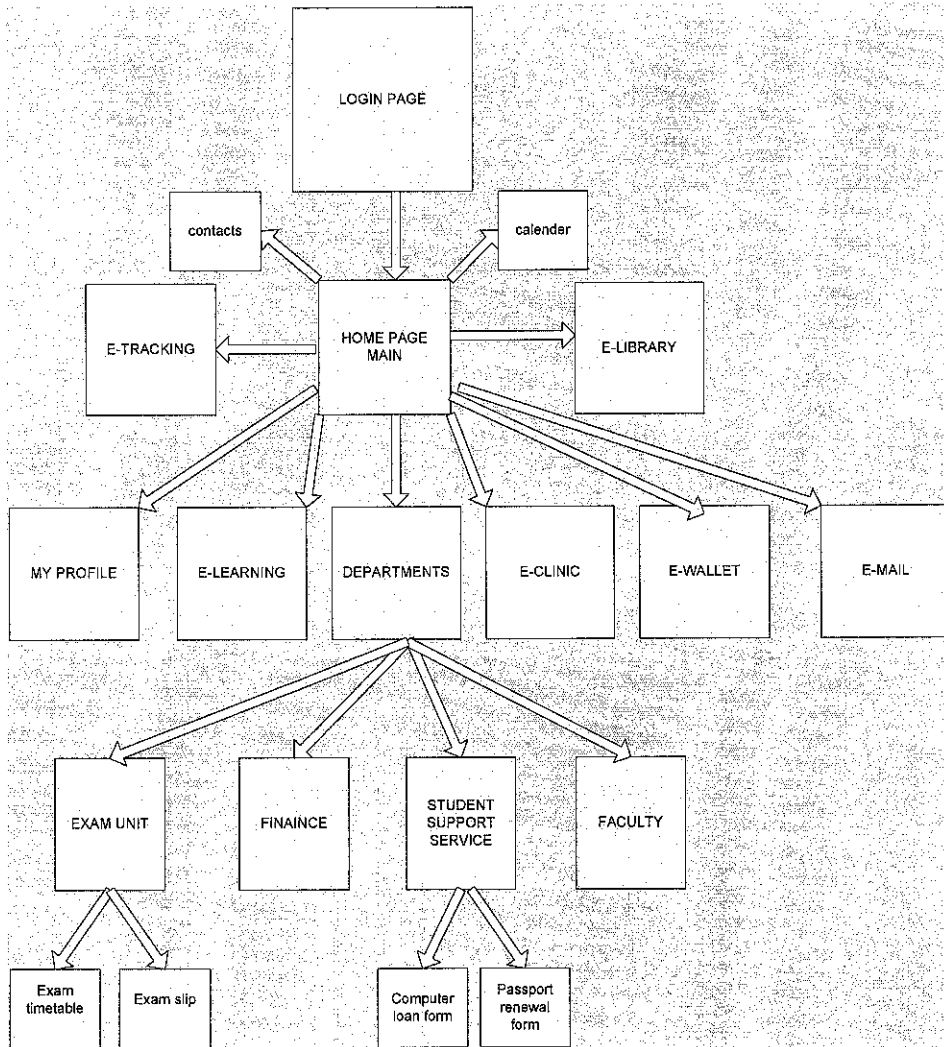 LOGIN PAGE
contacts
calender
E-TRACKING
HOME PAGE
MAIN
E-LIBRARY
MY PROFILE
E-LEARNING
DEPARTMENTS
E-CLINIC
E-WALLET
E-MAIL
EXAM UNIT
FINAINCE
STUDENT
SUPPORT
SERVICE
FACULTY
Exam
timetable
Exam slip
Computer
loan form
Passport
renewal
form